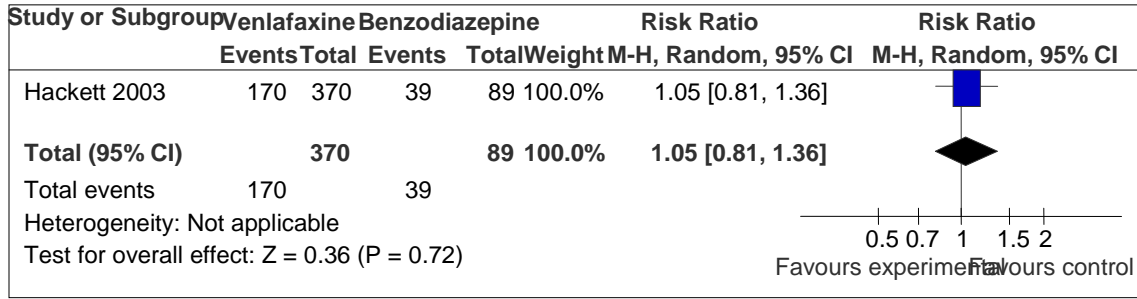 Study or Subgroup Venlafaxine Benzodiazepine Risk Ratio Risk Ratio
Events Total Events Total Weight M-H, Random, 95% CI M-H, Random, 95% CI
Hackett 2003 170 370 39 89 100.0% 1.05 [0.81, 1.36]
Total (95% CI) 370 89 100.0% 1.05 [0.81, 1.36]
Total events 170 39
Heterogeneity: Not applicable
Test for overall effect: Z = 0.36 (P = 0.72)
0.5 0.7 1 1.5 2
Favours experimental Favours control